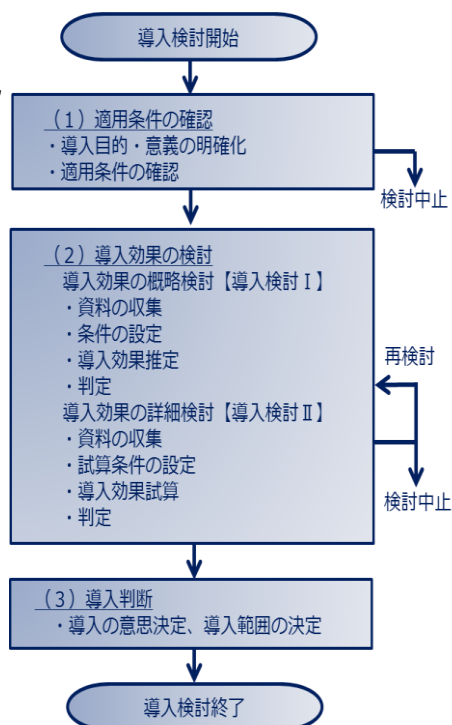 導入検討開始
（１）適用条件の確認
・導入目的・意義の明確化
・適用条件の確認
検討中止
（２）導入効果の検討
導入効果の概略検討【導入検討Ⅰ】
・資料の収集
・条件の設定
・導入効果推定
・判定
導入効果の詳細検討【導入検討Ⅱ】
・資料の収集
・試算条件の設定
・導入効果試算
・判定
再検討
検討中止
（３）導入判断
・導入の意思決定、導入範囲の決定
導入検討終了